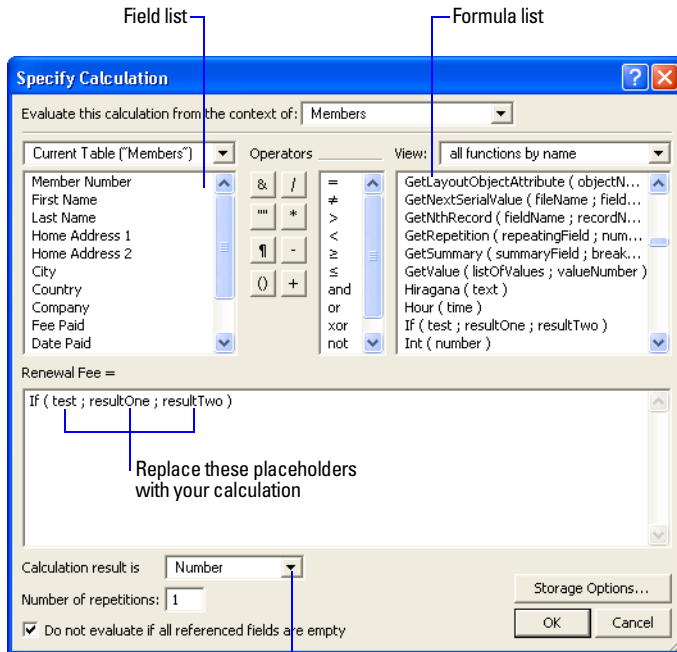 Field list
Formula list
Specify Calculation
?
Evaluate this calculation from the context of: Members
Current Table ("Members")
Operators
View: all functions by name
Member Number
First Name
Last Name
Home Address 1
Home Address 2
City
Country
Company
Fee Paid
Date Paid
& /
"" *
¶ -
() +
=
≠
>
<
≥
≤
and
or
xor
not
GetLayoutObjectAttribute ( objectN...
GetNextSerialValue ( fileName ; field...
GetNthRecord ( fieldName ; recordN...
GetRepetition ( repeatingField ; num...
GetSummary ( summaryField ; break...
GetValue ( listOfValues ; valueNumber )
Hiragana ( text )
Hour ( time )
If ( test ; resultOne ; resultTwo )
Int ( number )
Renewal Fee =
If ( test ; resultOne ; resultTwo )
Replace these placeholders
with your calculation
Calculation result is Number
Number of repetitions: 1
Do not evaluate if all referenced fields are empty
Storage Options...
OK
Cancel